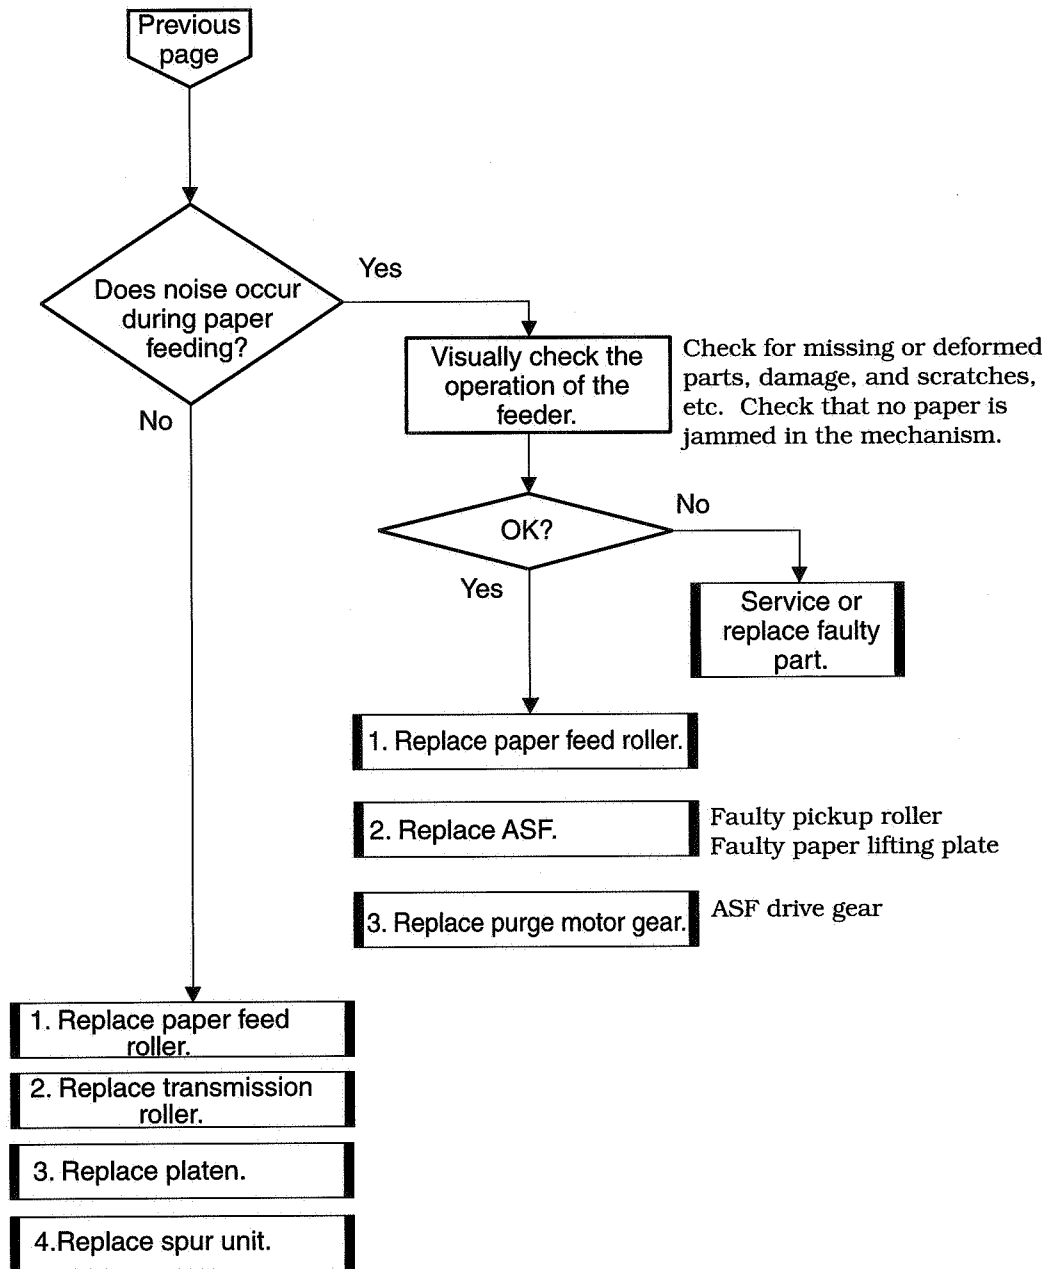 Previous
page
Does noise occur
during paper
feeding?
Yes
No
Visually check the
operation of the
feeder.
Check for missing or deformed
parts, damage, and scratches,
etc. Check that no paper is
jammed in the mechanism.
OK?
No
Yes
Service or
replace faulty
part.
1. Replace paper feed roller.
2. Replace ASF.
Faulty pickup roller
Faulty paper lifting plate
3. Replace purge motor gear.
ASF drive gear
1. Replace paper feed
roller.
2. Replace transmission
roller.
3. Replace platen.
4.Replace spur unit.